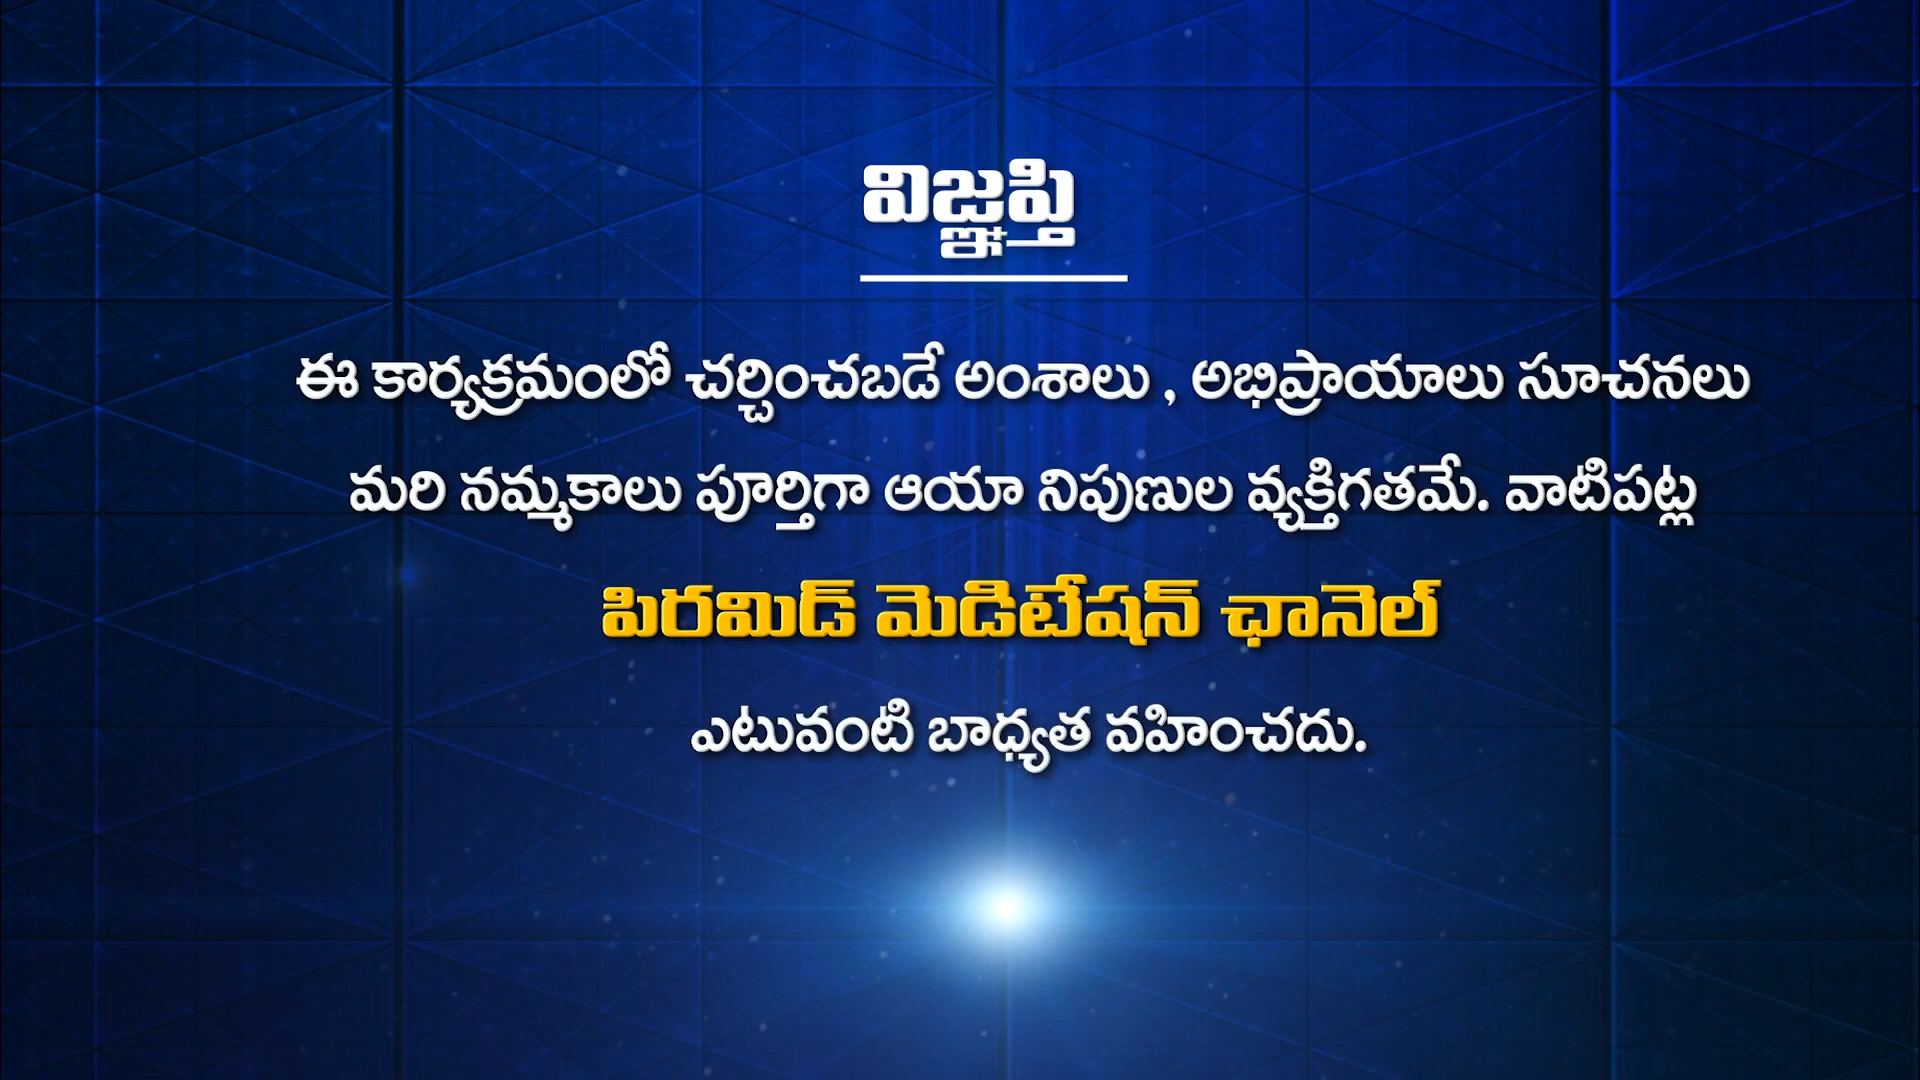 విజ్ఞప్తి
ఈ కార్యక్రమంలో చర్చించబడే అంశాలు , అభిప్రాయాలు సూచనలు
మరి నమ్మకాలు పూర్తిగా ఆయా నిపుణుల వ్యక్తిగతమే. వాటిపట్ల
పిరమిడ్ మెడిటేషన్ ఛానెల్
ఎటువంటి బాధ్యత వహించదు.